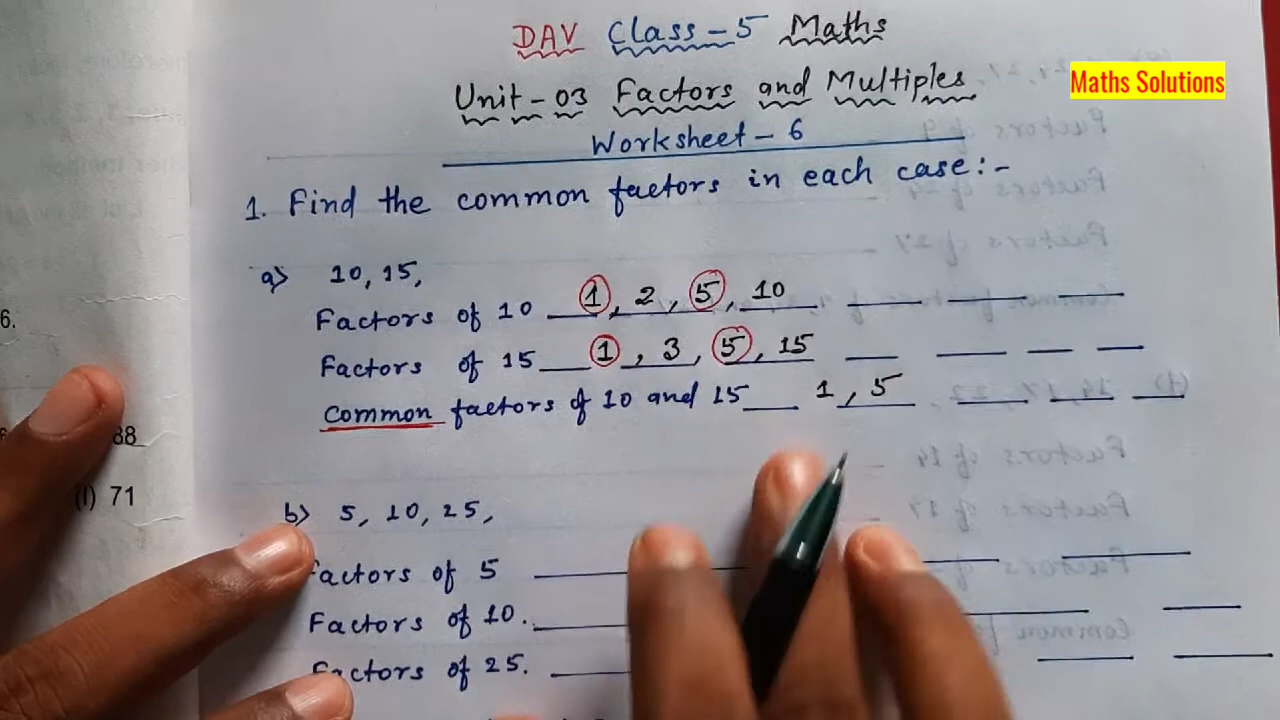 DAV Class-5 Maths
Maths Solutions
Unit-03 Factors and Multiples
Worksheet-6
1. Find the common factors in each case:-
a) 10, 15,
Factors of 10 1, 2, 5, 10
6.
Factors of 15 1, 3, 5, 15
Common factors of 10 and 15 1, 5
88
(l) 71
b) 5, 10, 25,
Factors of 5
Factors of 10.
Factors of 25.